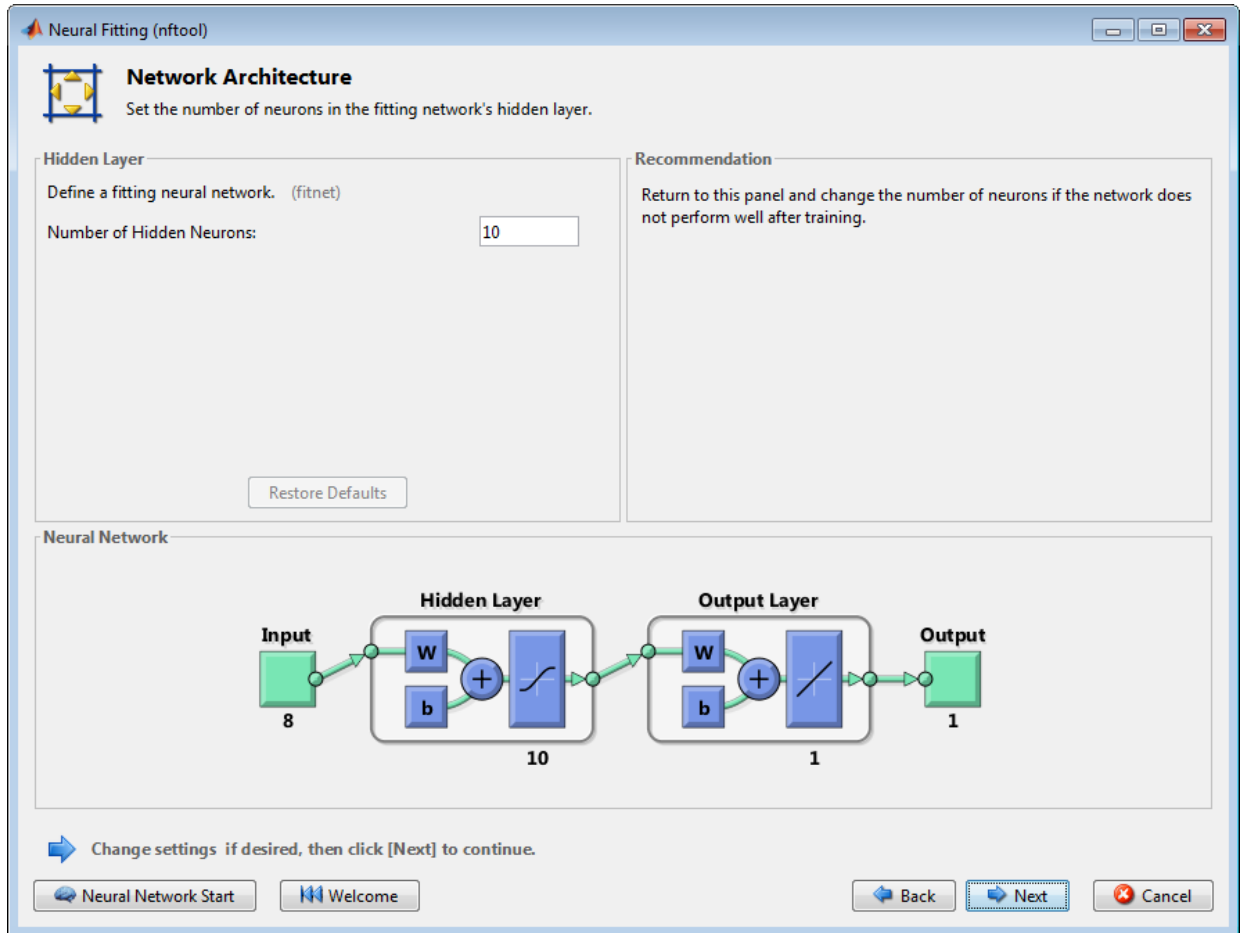 Neural Fitting (nftool)
Network Architecture
Set the number of neurons in the fitting network's hidden layer.
Hidden Layer
Define a fitting neural network. (fitnet)
Number of Hidden Neurons: 10
Restore Defaults
Recommendation
Return to this panel and change the number of neurons if the network does
not perform well after training.
Neural Network
Hidden Layer
Output Layer
Input
Output
W
b
+
W
b
+
8
10
1
1
Change settings if desired, then click [Next] to continue.
Neural Network Start
Welcome
Back
Next
Cancel